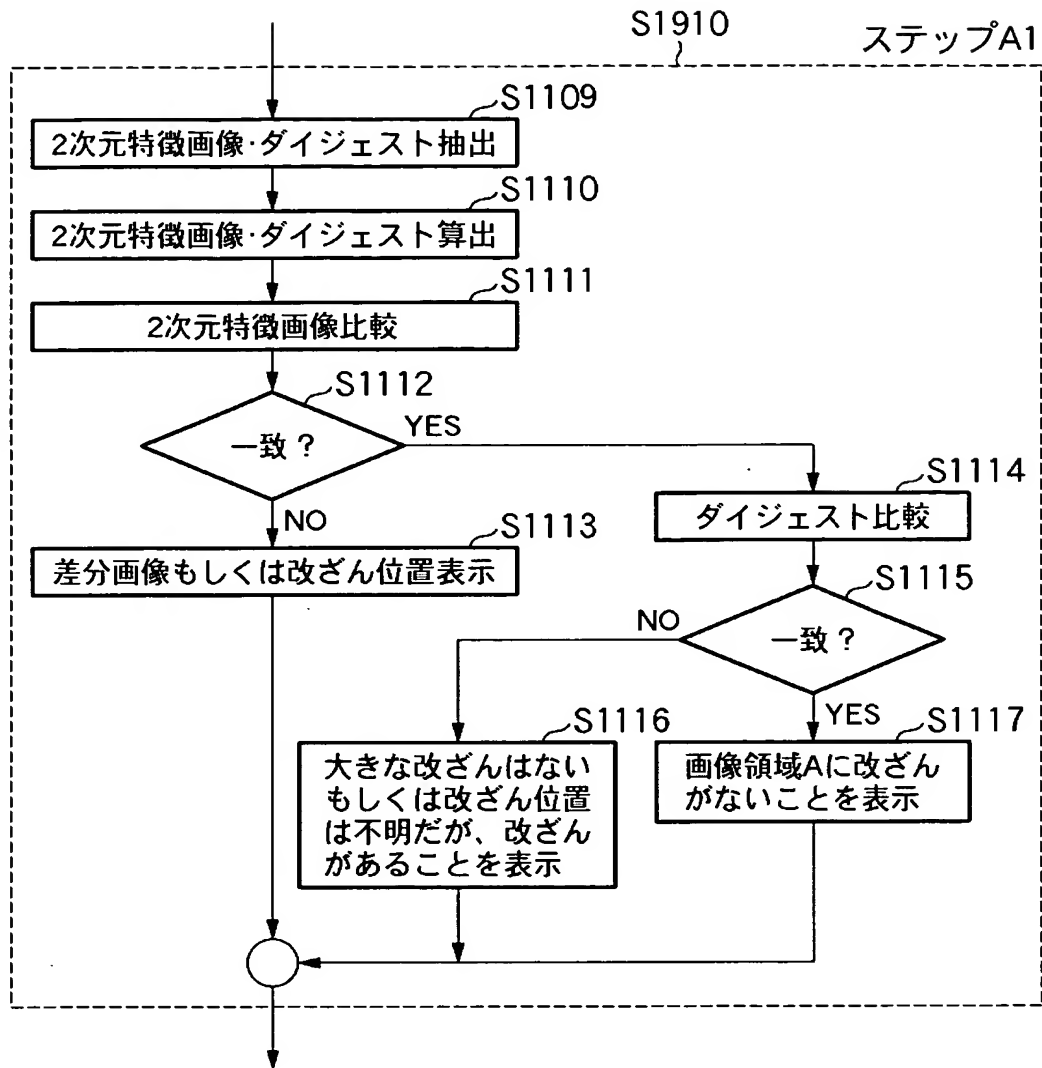 S1910
ステップA1
S1109
2次元特徴画像・ダイジェスト抽出
S1110
2次元特徴画像・ダイジェスト算出
S1111
2次元特徴画像比較
S1112
一致？
YES
NO
S1113
差分画像もしくは改ざん位置表示
S1114
ダイジェスト比較
S1115
一致？
NO
YES
S1116
大きな改ざんはない
もしくは改ざん位置
は不明だが、改ざん
があることを表示
S1117
画像領域Aに改ざん
がないことを表示